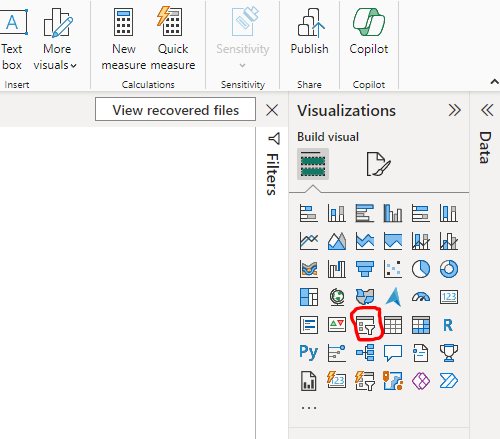 Text
box
More
visuals
New
measure
Quick
measure
Sensitivity
Publish
Copilot
Insert
Calculations
Sensitivity
Share
Copilot
View recovered files
Visualizations
Build visual
Filters
Data
123
R
Py
123
...